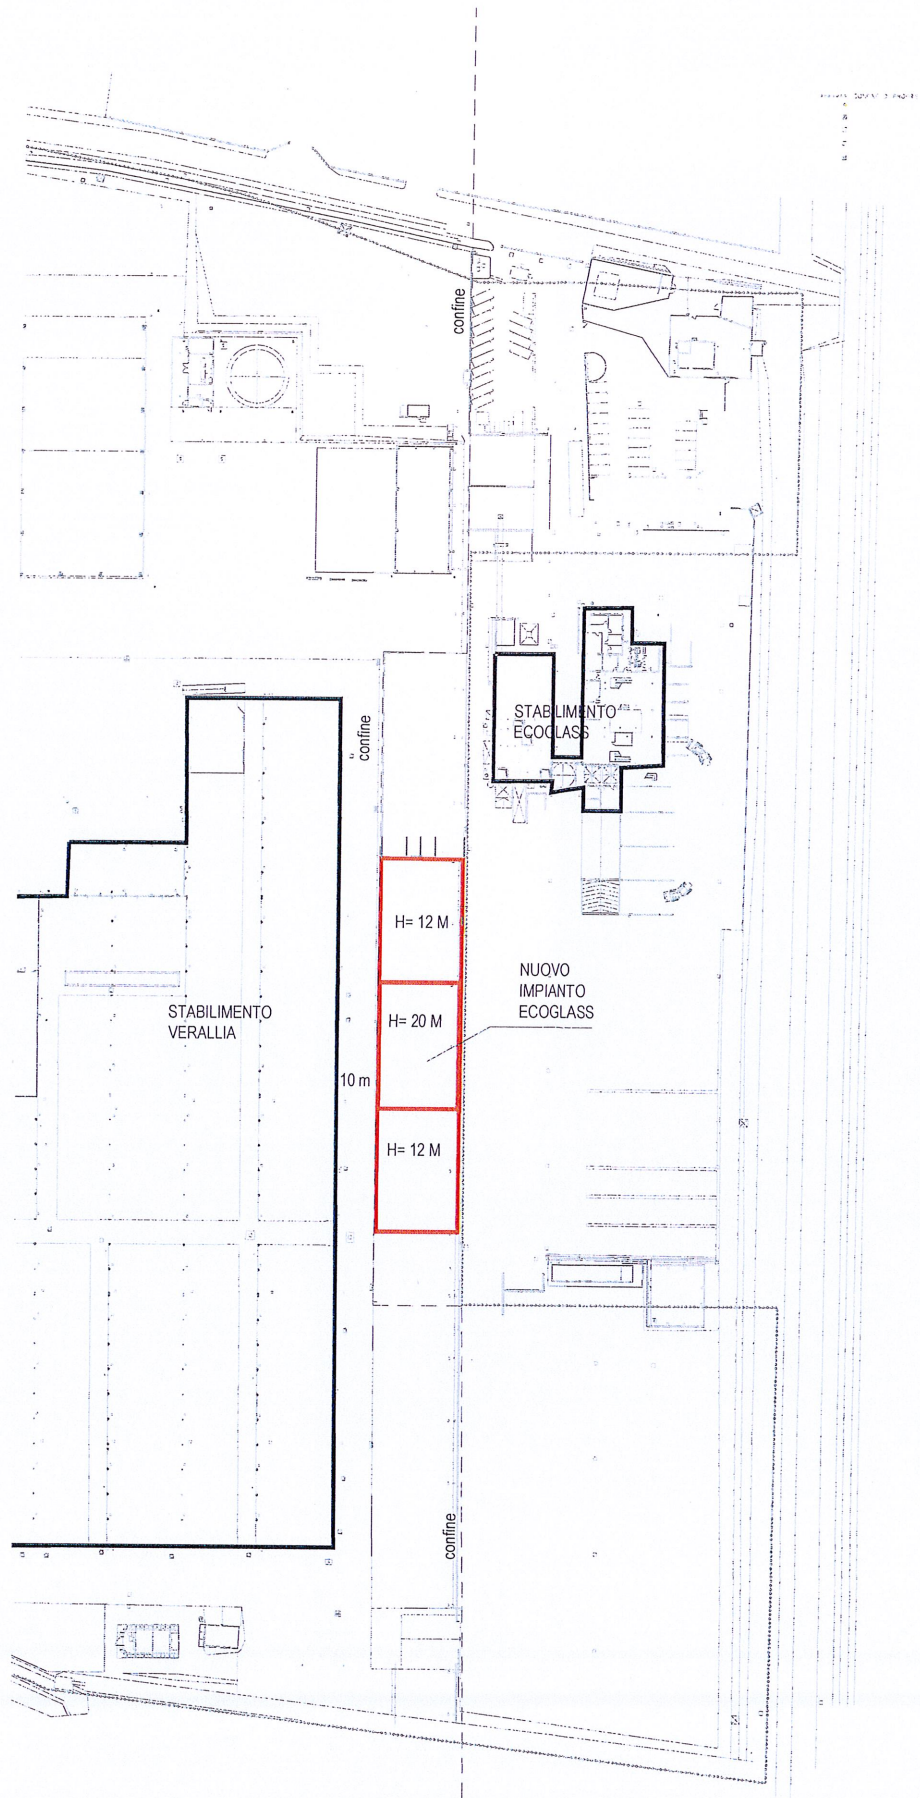 confine
confine
STABILIMENTO
ECOGLASS
H= 12 M
NUOVO
IMPIANTO
ECOGLASS
STABILIMENTO
VERALLIA
H= 20 M
10 m
H= 12 M
confine